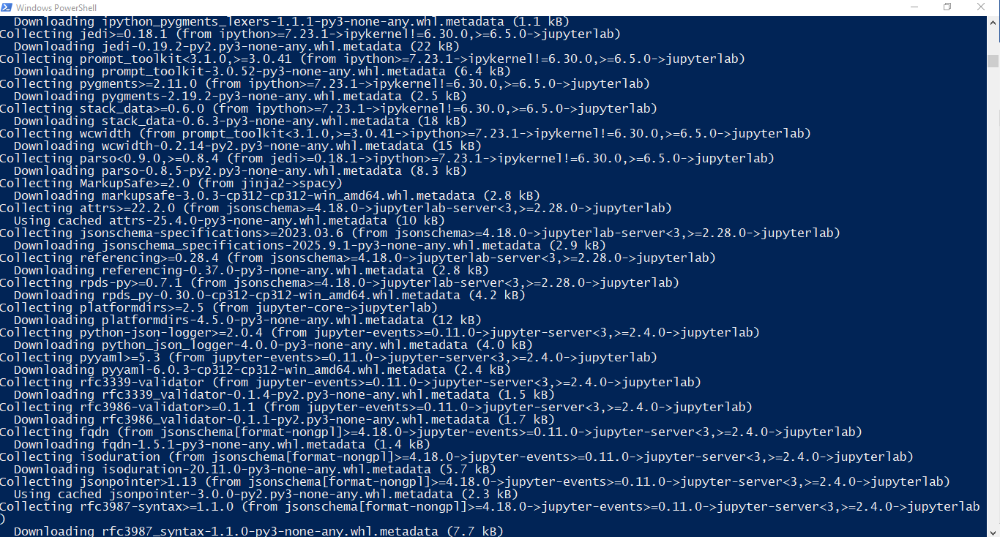 Windows PowerShell
Downloading ipython_pygments_lexers-1.1.1-py3-none-any.whl.metadata (1.1 kB)
Collecting jedi>=0.18.1 (from ipython>=7.23.1->ipykernel!=6.30.0,>=6.5.0->jupyterlab)
Downloading jedi-0.19.2-py2.py3-none-any.whl.metadata (22 kB)
Collecting prompt_toolkit<3.1.0,>=3.0.41 (from ipython>=7.23.1->ipykernel!=6.30.0,>=6.5.0->jupyterlab)
Downloading prompt_toolkit-3.0.52-py3-none-any.whl.metadata (6.4 kB)
Collecting pygments>=2.11.0 (from ipython>=7.23.1->ipykernel!=6.30.0,>=6.5.0->jupyterlab)
Downloading pygments-2.19.2-py3-none-any.whl.metadata (2.5 kB)
Collecting stack_data>=0.6.0 (from ipython>=7.23.1->ipykernel!=6.30.0,>=6.5.0->jupyterlab)
Downloading stack_data-0.6.3-py3-none-any.whl.metadata (18 kB)
Collecting wcwidth (from prompt_toolkit<3.1.0,>=3.0.41->ipython>=7.23.1->ipykernel!=6.30.0,>=6.5.0->jupyterlab)
Downloading wcwidth-0.2.14-py2.py3-none-any.whl.metadata (15 kB)
Collecting parso<0.9.0,>=0.8.4 (from jedi>=0.18.1->ipython>=7.23.1->ipykernel!=6.30.0,>=6.5.0->jupyterlab)
Downloading parso-0.8.5-py2.py3-none-any.whl.metadata (8.3 kB)
Collecting MarkupSafe>=2.0 (from jinja2->spacy)
Downloading markupsafe-3.0.3-cp312-cp312-win_amd64.whl.metadata (2.8 kB)
Collecting attrs>=22.2.0 (from jsonschema>=4.18.0->jupyterlab-server<3,>=2.28.0->jupyterlab)
Using cached attrs-25.4.0-py3-none-any.whl.metadata (10 kB)
Collecting jsonschema-specifications>=2023.03.6 (from jsonschema>=4.18.0->jupyterlab-server<3,>=2.28.0->jupyterlab)
Downloading jsonschema_specifications-2025.9.1-py3-none-any.whl.metadata (2.9 kB)
Collecting referencing>=0.28.4 (from jsonschema>=4.18.0->jupyterlab-server<3,>=2.28.0->jupyterlab)
Downloading referencing-0.37.0-py3-none-any.whl.metadata (2.8 kB)
Collecting rpds-py>=0.7.1 (from jsonschema>=4.18.0->jupyterlab-server<3,>=2.28.0->jupyterlab)
Downloading rpds_py-0.30.0-cp312-cp312-win_amd64.whl.metadata (4.2 kB)
Collecting platformdirs>=2.5 (from jupyter-core->jupyterlab)
Downloading platformdirs-4.5.0-py3-none-any.whl.metadata (12 kB)
Collecting python-json-logger>=2.0.4 (from jupyter-events>=0.11.0->jupyter-server<3,>=2.4.0->jupyterlab)
Downloading python_json_logger-4.0.0-py3-none-any.whl.metadata (4.0 kB)
Collecting pyyaml>=5.3 (from jupyter-events>=0.11.0->jupyter-server<3,>=2.4.0->jupyterlab)
Downloading pyyaml-6.0.3-cp312-cp312-win_amd64.whl.metadata (2.4 kB)
Collecting rfc3339-validator (from jupyter-events>=0.11.0->jupyter-server<3,>=2.4.0->jupyterlab)
Downloading rfc3339_validator-0.1.4-py2.py3-none-any.whl.metadata (1.5 kB)
Collecting rfc3986-validator>=0.1.1 (from jupyter-events>=0.11.0->jupyter-server<3,>=2.4.0->jupyterlab)
Downloading rfc3986_validator-0.1.1-py2.py3-none-any.whl.metadata (1.7 kB)
Collecting fqdn (from jsonschema[format-nongpl]>=4.18.0->jupyter-events>=0.11.0->jupyter-server<3,>=2.4.0->jupyterlab)
Downloading fqdn-1.5.1-py3-none-any.whl.metadata (1.4 kB)
Collecting isoduration (from jsonschema[format-nongpl]>=4.18.0->jupyter-events>=0.11.0->jupyter-server<3,>=2.4.0->jupyterlab)
Downloading isoduration-20.11.0-py3-none-any.whl.metadata (5.7 kB)
Collecting jsonpointer>1.13 (from jsonschema[format-nongpl]>=4.18.0->jupyter-events>=0.11.0->jupyter-server<3,>=2.4.0->jupyterlab)
Using cached jsonpointer-3.0.0-py2.py3-none-any.whl.metadata (2.3 kB)
Collecting rfc3987-syntax>=1.1.0 (from jsonschema[format-nongpl]>=4.18.0->jupyter-events>=0.11.0->jupyter-server<3,>=2.4.0->jupyterlab
)
Downloading rfc3987_syntax-1.1.0-py3-none-any.whl.metadata (7.7 kB)